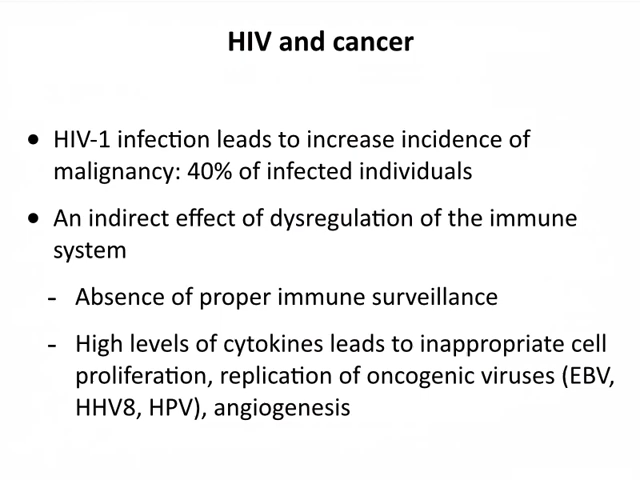 HIV and cancer
• HIV-1 infection leads to increase incidence of
malignancy: 40% of infected individuals
• An indirect effect of dysregulation of the immune
system
- Absence of proper immune surveillance
- High levels of cytokines leads to inappropriate cell
proliferation, replication of oncogenic viruses (EBV,
HHV8, HPV), angiogenesis